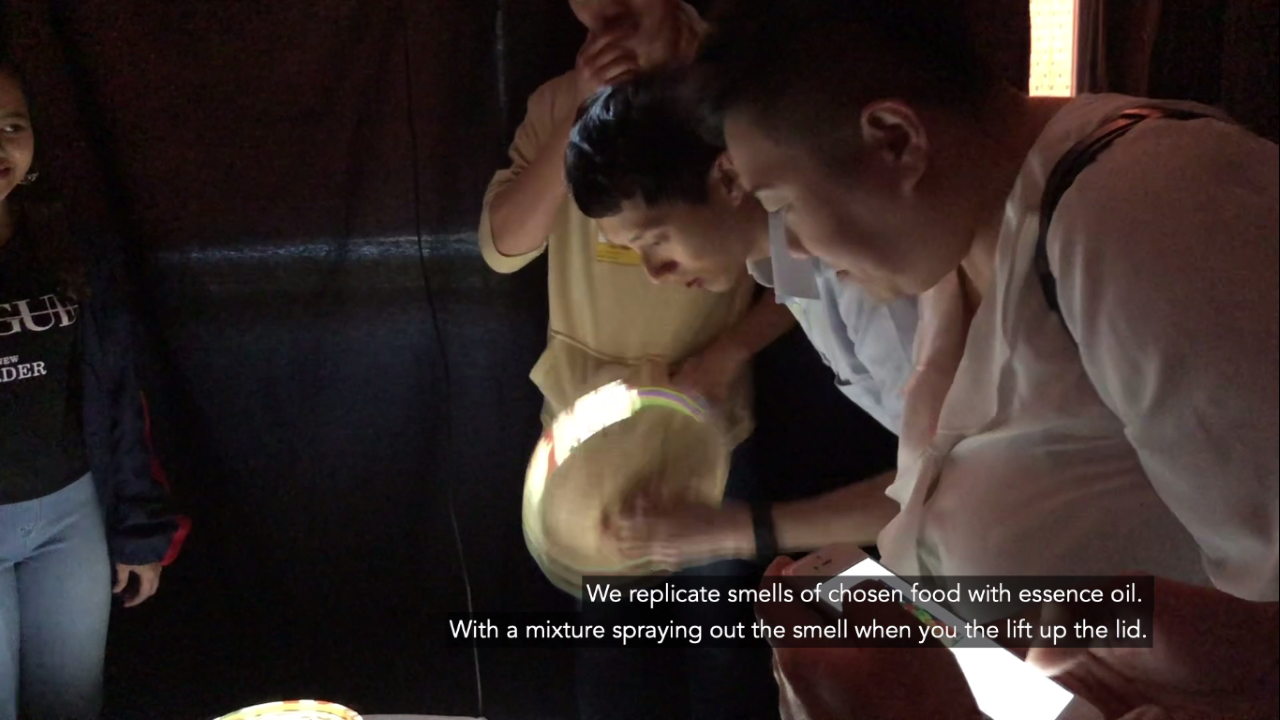 NEW
We replicate smells of chosen food with essence oil.
With a mixture spraying out the smell when you the lift up the lid.